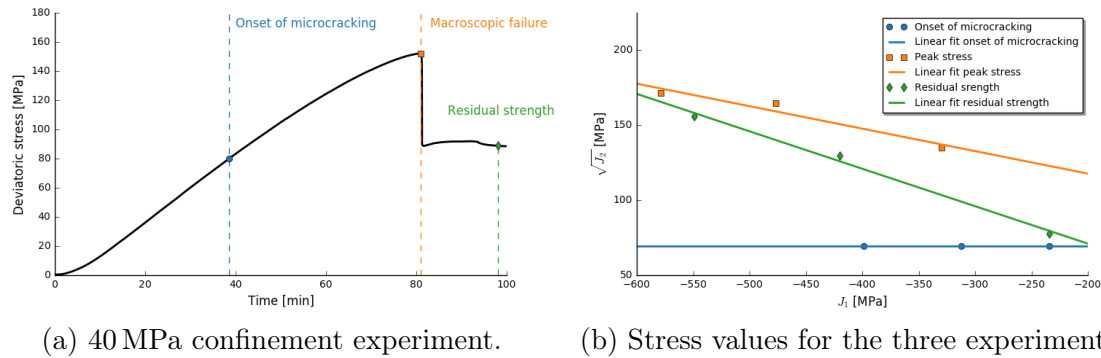 Onset of microcracking
Macroscopic failure
Residual strength
Deviatoric stress [MPa]
180
160
140
120
100
80
60
40
20
0
0 20 40 60 80 100
Time [min]
(a) 40 MPa confinement experiment.
Onset of microcracking
Linear fit onset of microcracking
Peak stress
Linear fit peak stress
Residual srength
Linear fit residual strength
√J₂ [MPa]
200
150
100
50
−600 −550 −500 −450 −400 −350 −300 −250 −200
J₁ [MPa]
(b) Stress values for the three experiment